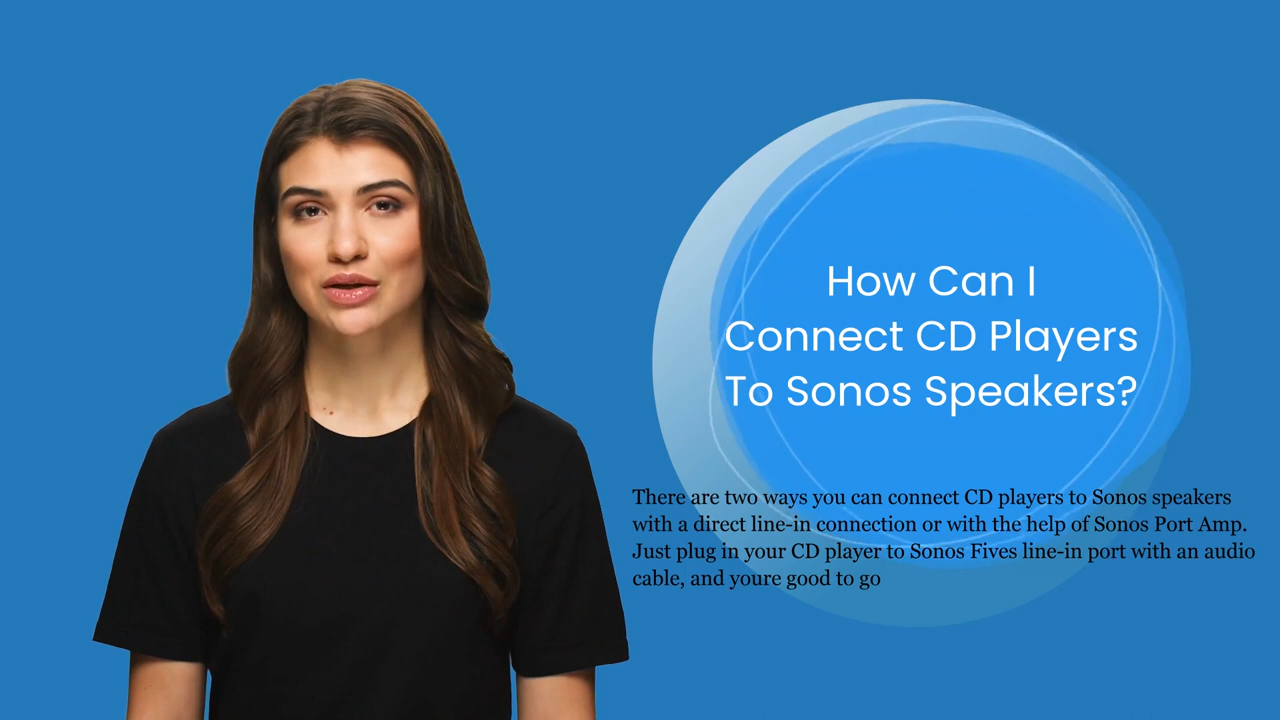 How Can I
Connect CD Players
To Sonos Speakers?
There are two ways you can connect CD players to Sonos speakers
with a direct line-in connection or with the help of Sonos Port Amp.
Just plug in your CD player to Sonos Fives line-in port with an audio
cable, and youre good to go